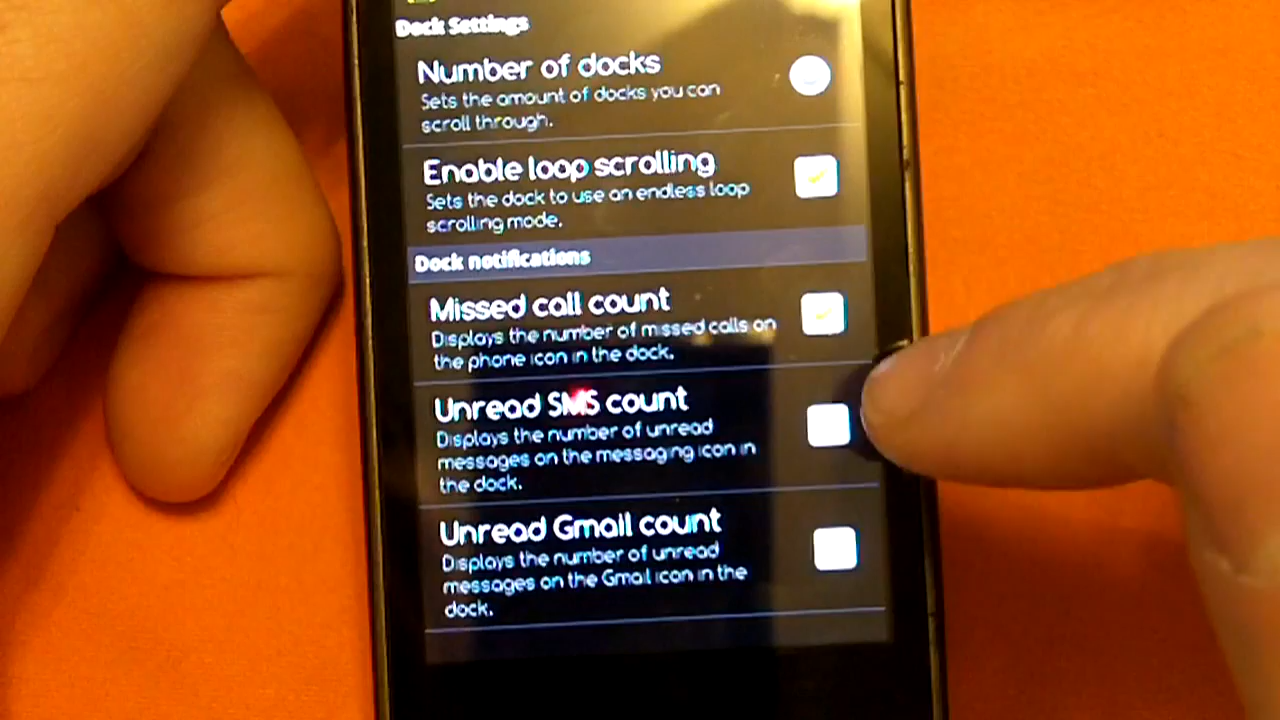 Dock Settings
Number of docks
Sets the amount of docks you can
scroll through.
Enable loop scrolling
Sets the dock to use an endless loop
scrolling mode.
Dock notifications
Missed call count
Displays the number of missed calls on
the phone icon in the dock.
Unread SMS count
Displays the number of unread
messages on the messaging icon in
the dock.
Unread Gmail count
Displays the number of unread
messages on the Gmail icon in the
dock.